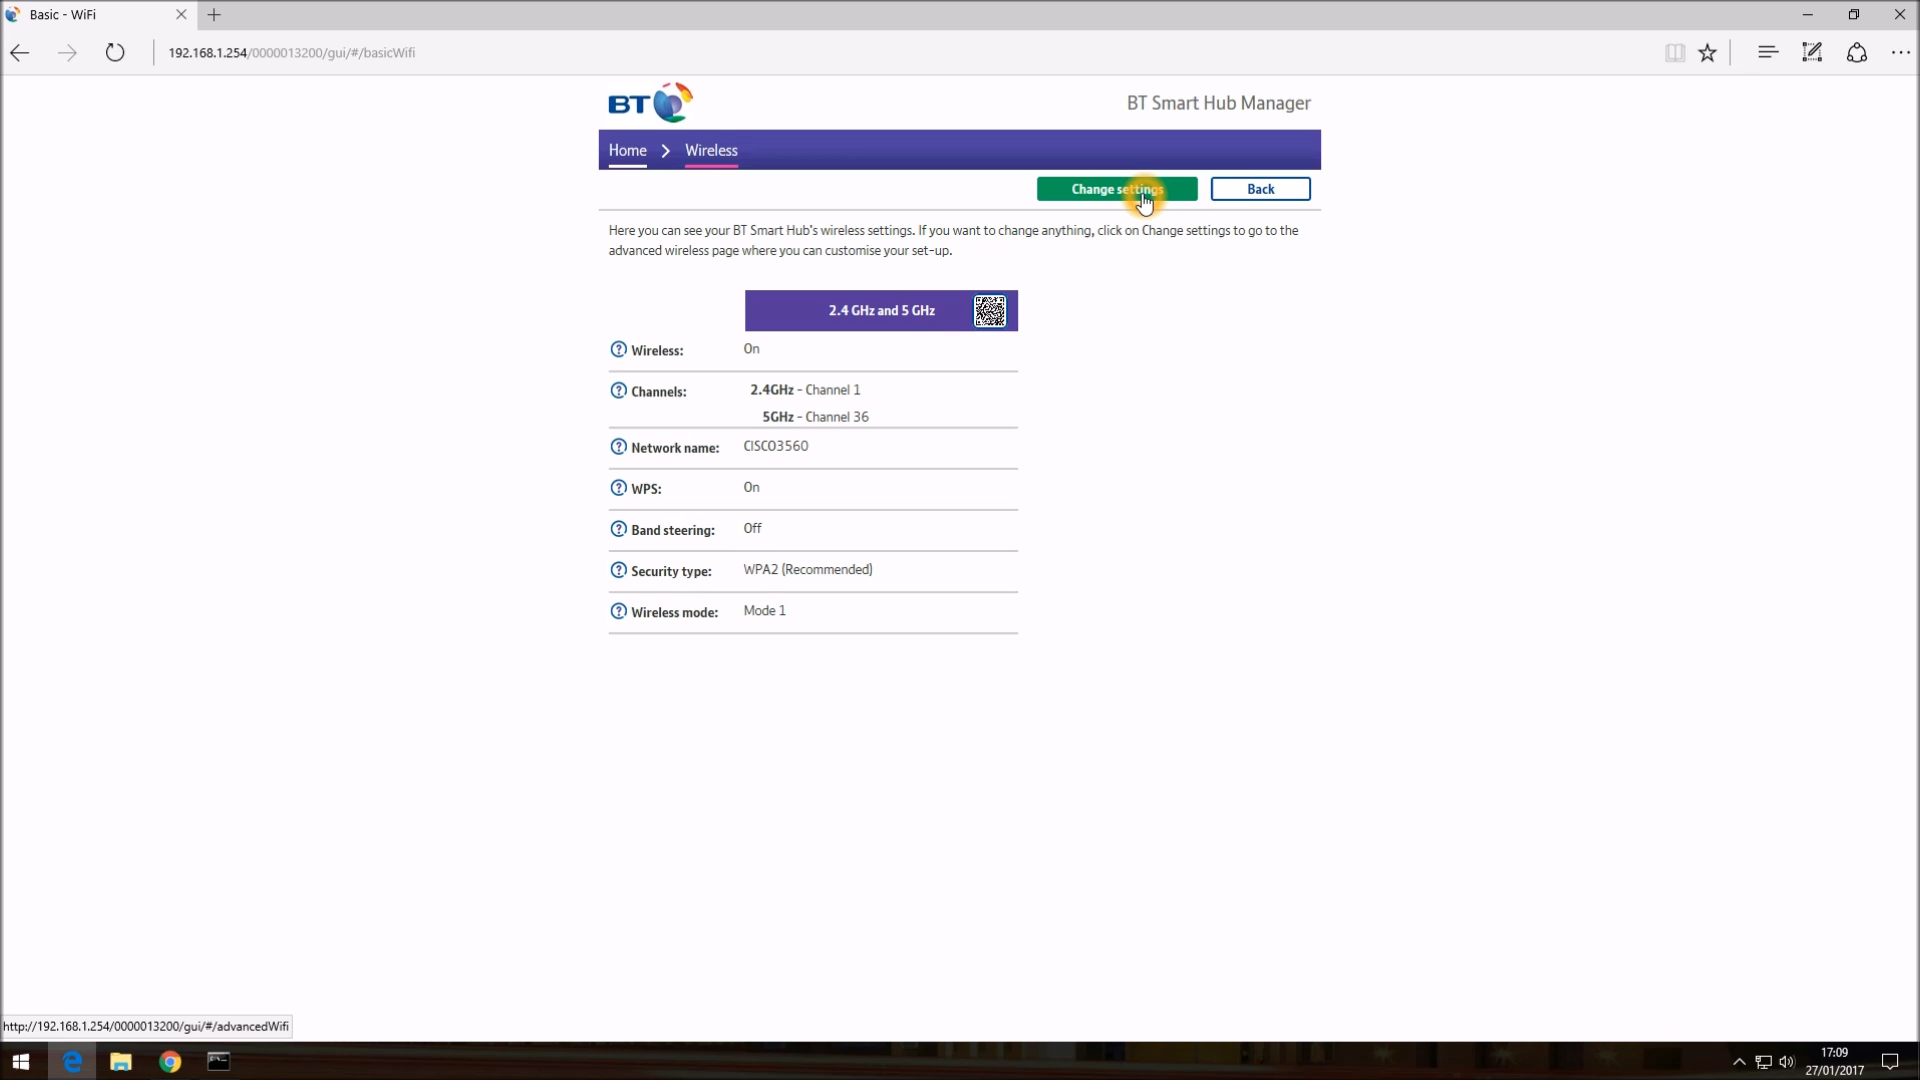 Basic - WiFi
192.168.1.254/0000013200/gui/#/basicWifi
BT
BT Smart Hub Manager
Home > Wireless
Change settings
Back
Here you can see your BT Smart Hub's wireless settings. If you want to change anything, click on Change settings to go to the
advanced wireless page where you can customise your set-up.
2.4 GHz and 5 GHz
? Wireless: On
? Channels: 2.4GHz - Channel 1
5GHz - Channel 36
? Network name: CISCO3560
? WPS: On
? Band steering: Off
? Security type: WPA2 (Recommended)
? Wireless mode: Mode 1
http://192.168.1.254/0000013200/gui/#/advancedWifi
17:09
27/01/2017